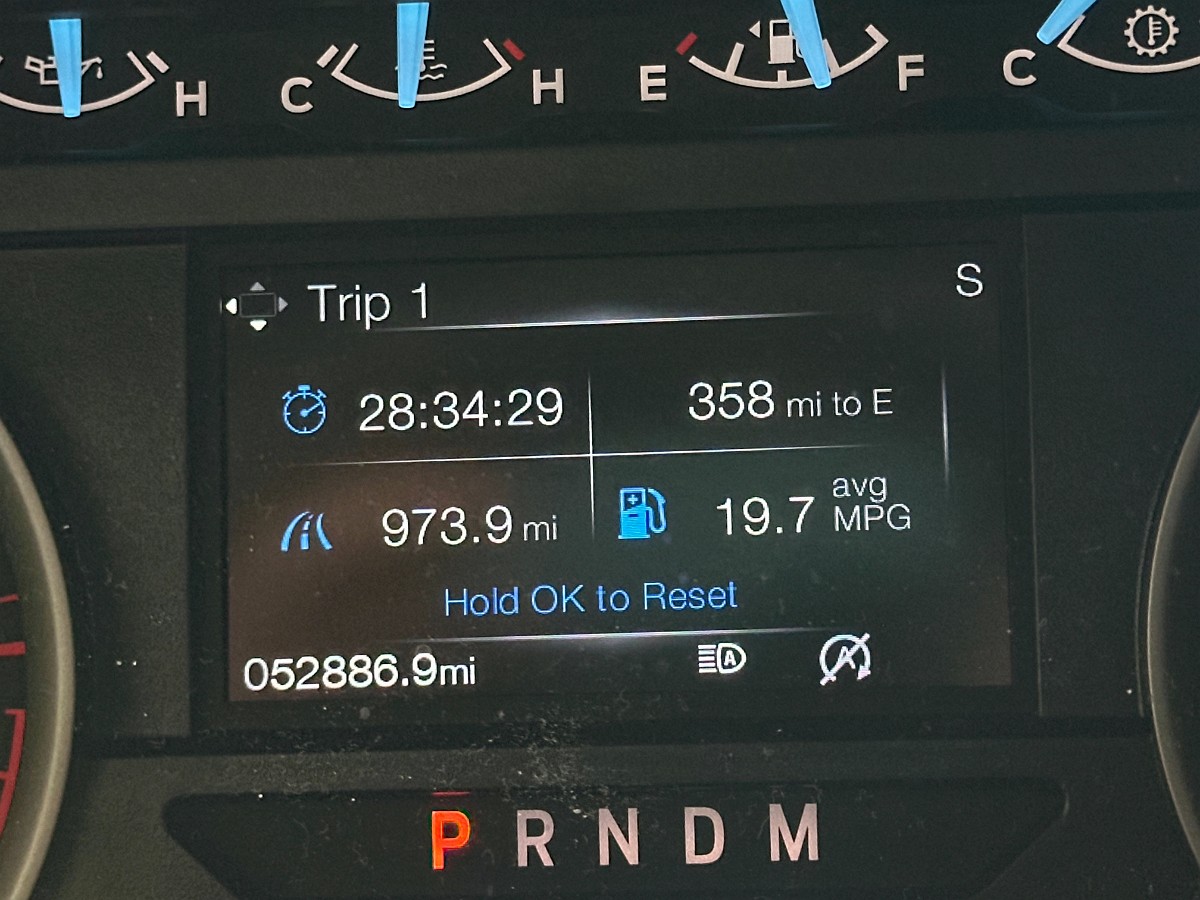 H C H E F C
Trip 1 S
28:34:29 358 mi to E
973.9 mi 19.7 avg MPG
Hold OK to Reset
052886.9mi A A
P R N D M